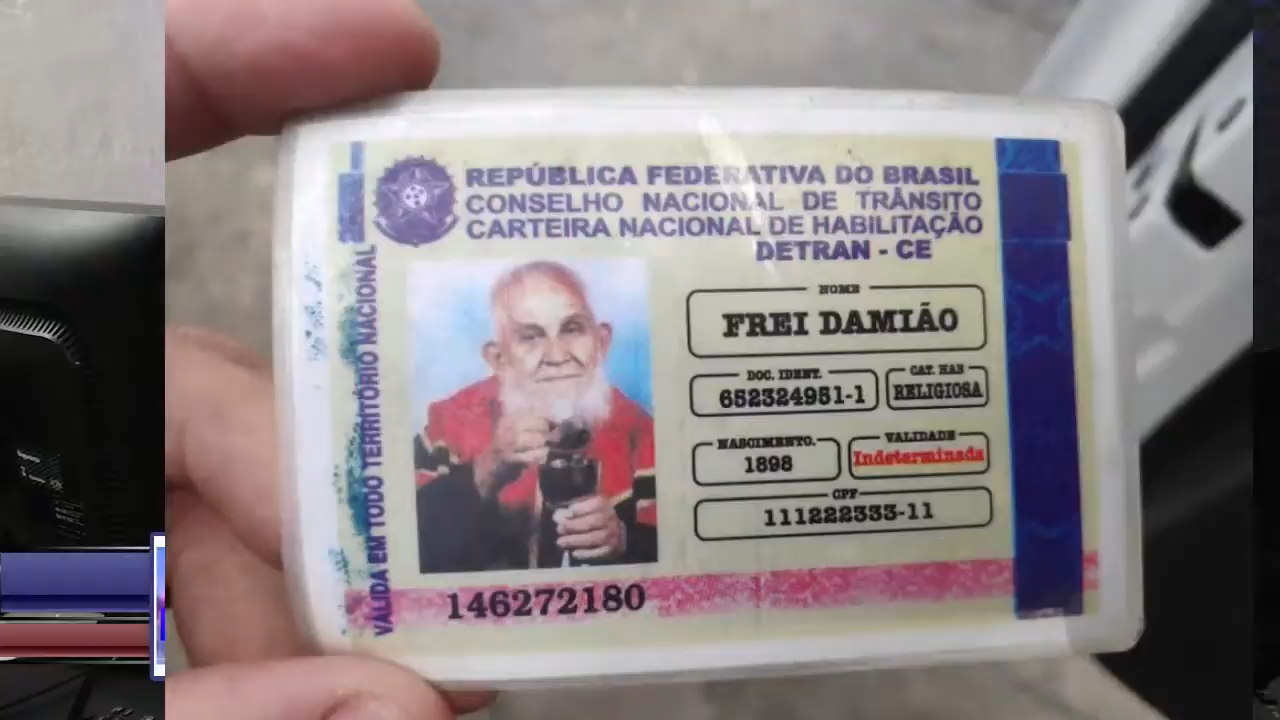 REPÚBLICA FEDERATIVA DO BRASIL
CONSELHO NACIONAL DE TRÂNSITO
CARTEIRA NACIONAL DE HABILITAÇÃO
DETRAN - CE
VÁLIDA EM TODO TERRITÓRIO NACIONAL
NOME
FREI DAMIÃO
DOC. IDENT.
652324951-1
CAT. HAB
RELIGIOSA
NASCIMENTO.
1898
VALIDADE
Indeterminada
CPF
111222333-11
146272180